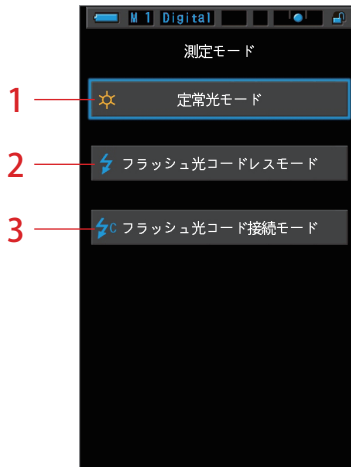 M 1 Digital
測定モード
1 定常光モード
2 フラッシュ光コードレスモード
3 C フラッシュ光コード接続モード